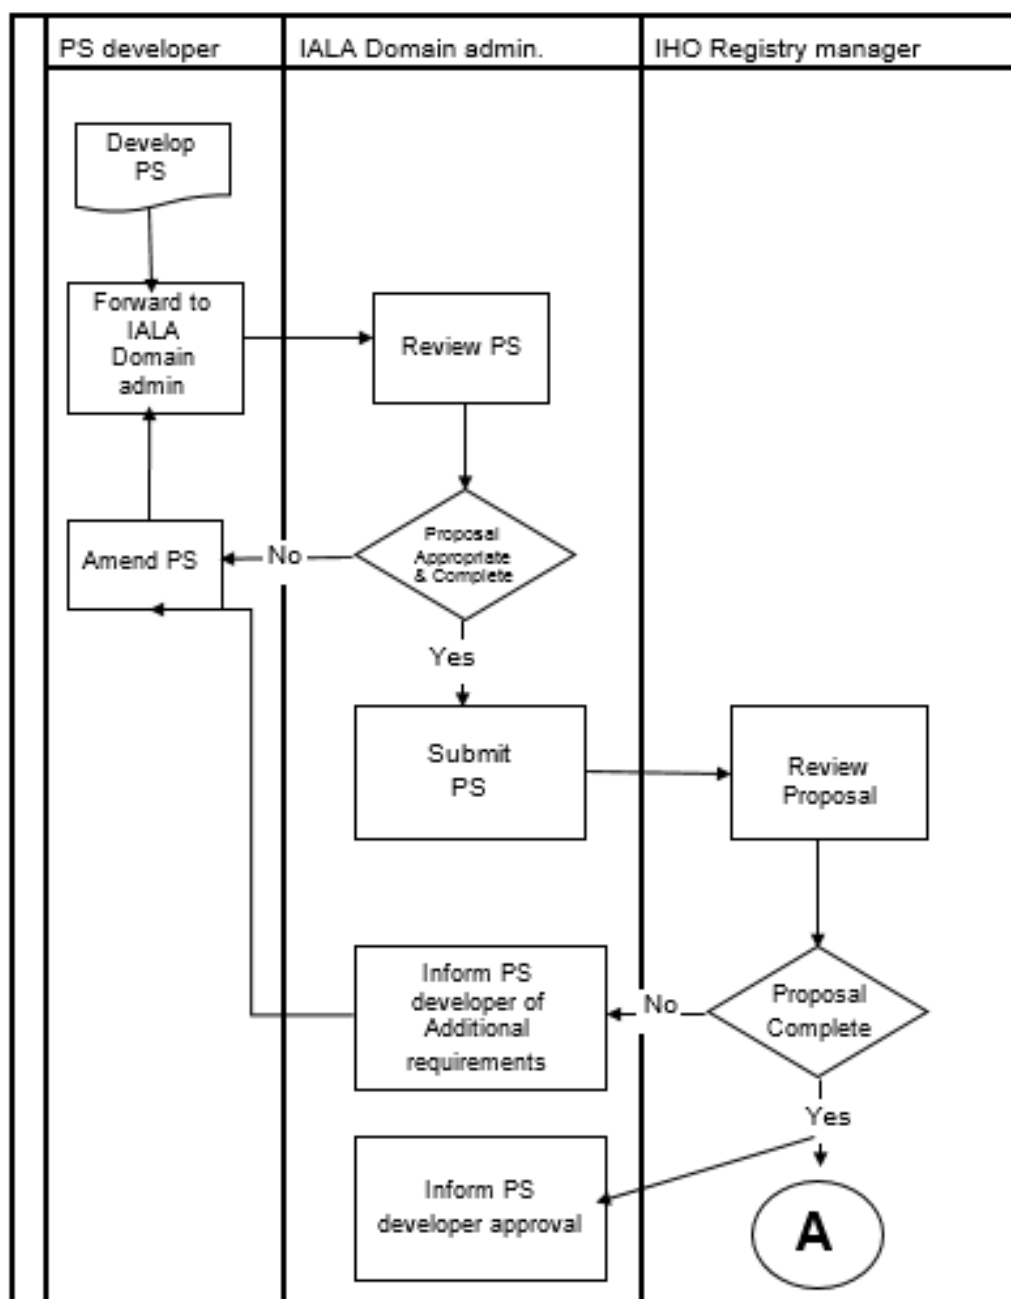 PS developer
IALA Domain admin.
IHO Registry manager
Develop
PS
Forward to
IALA
Domain
admin
Review PS
Proposal
Appropriate
& Complete
No
Amend PS
Yes
Submit
PS
Review
Proposal
Proposal
Complete
No
Inform PS
developer of
Additional
requirements
Yes
Inform PS
developer approval
A